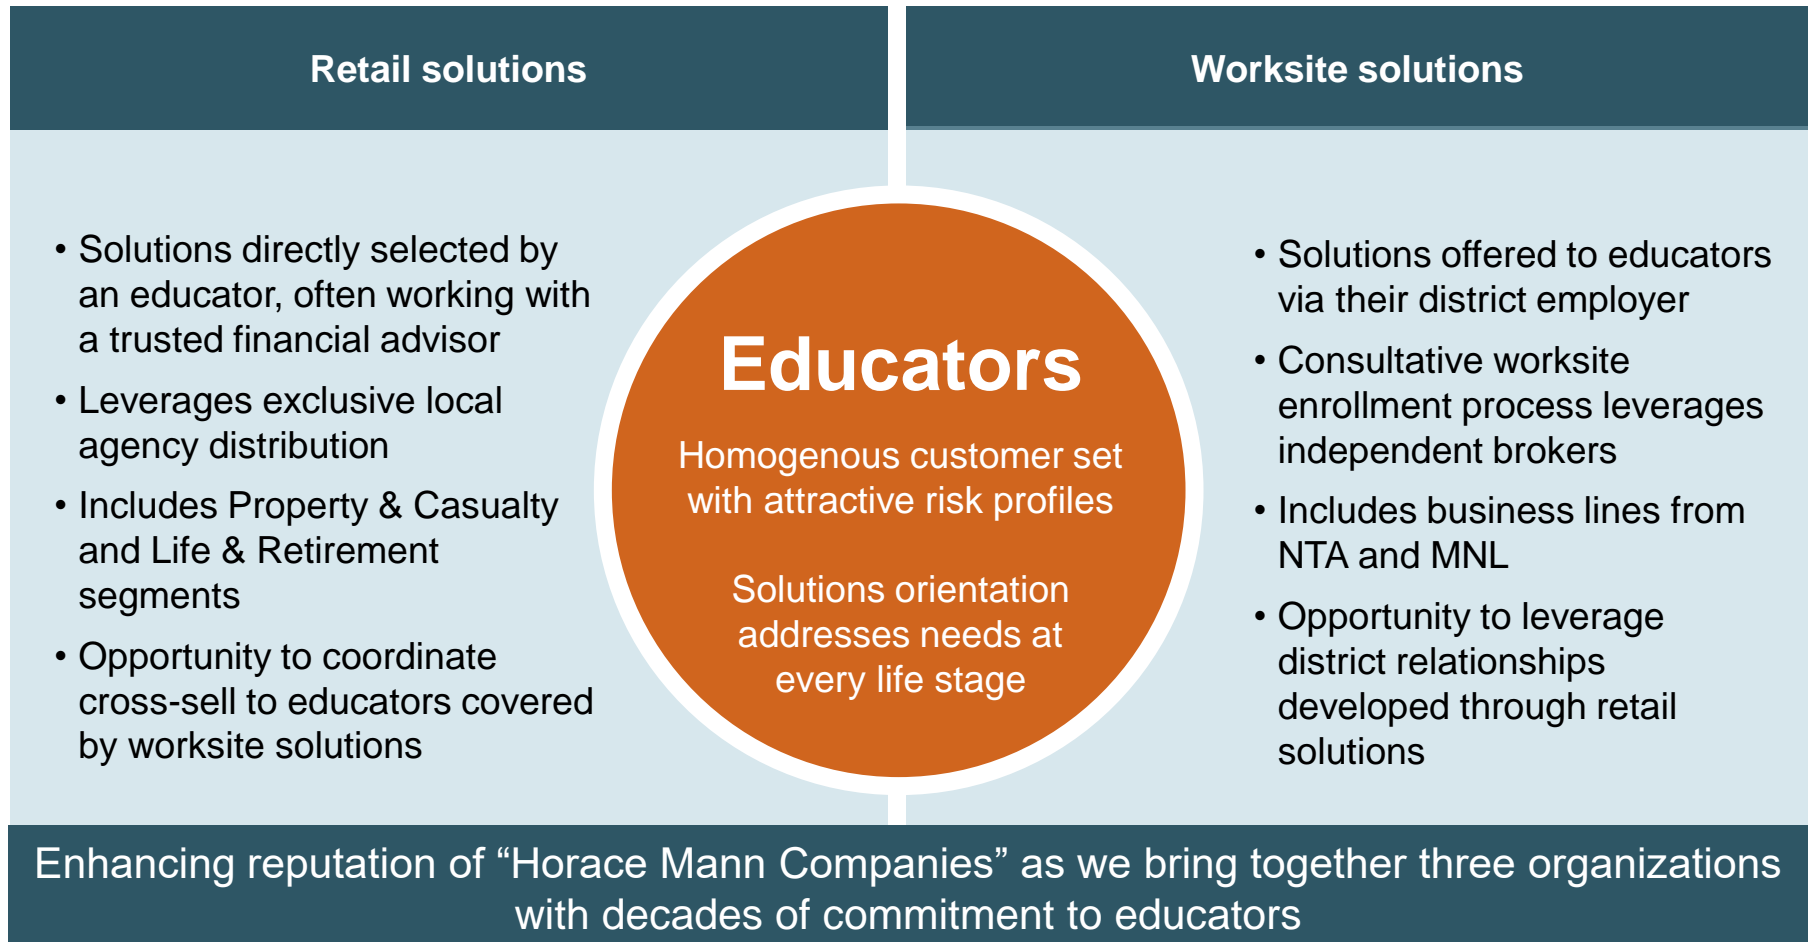 Retail solutions
• Solutions directly selected by
an educator, often working with
a trusted financial advisor
• Leverages exclusive local
agency distribution
• Includes Property & Casualty
and Life & Retirement
segments
• Opportunity to coordinate
cross-sell to educators covered
by worksite solutions
Educators
Homogenous customer set
with attractive risk profiles
Solutions orientation
addresses needs at
every life stage
Worksite solutions
• Solutions offered to educators
via their district employer
• Consultative worksite
enrollment process leverages
independent brokers
• Includes business lines from
NTA and MNL
• Opportunity to leverage
district relationships
developed through retail
solutions
Enhancing reputation of “Horace Mann Companies” as we bring together three organizations
with decades of commitment to educators